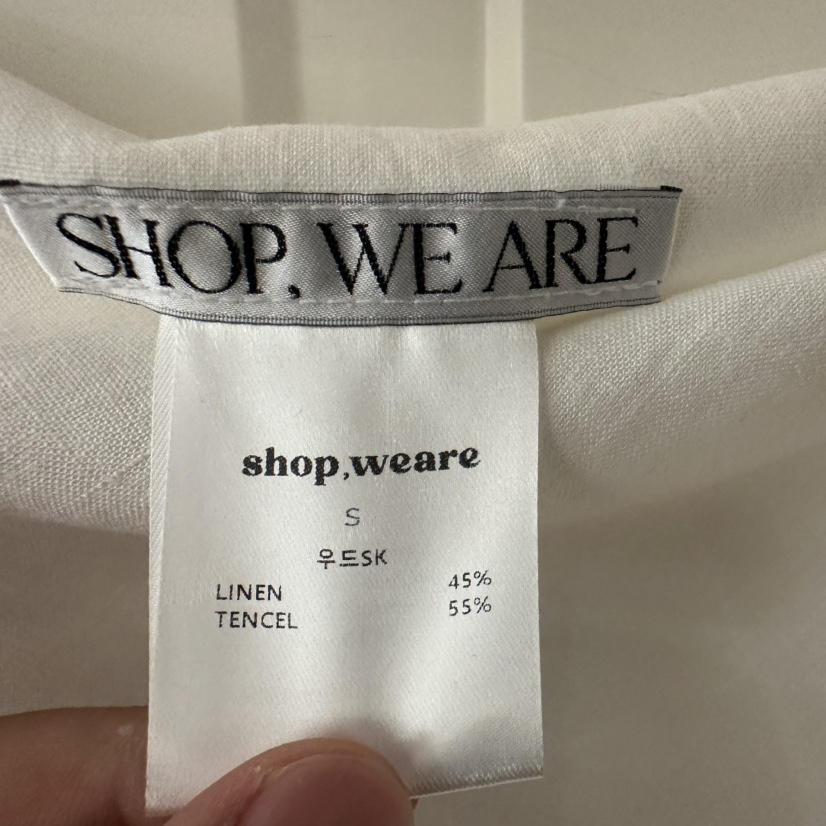 SHOP, WE ARE
shop,weare
S
우드SK
LINEN 45%
TENCEL 55%